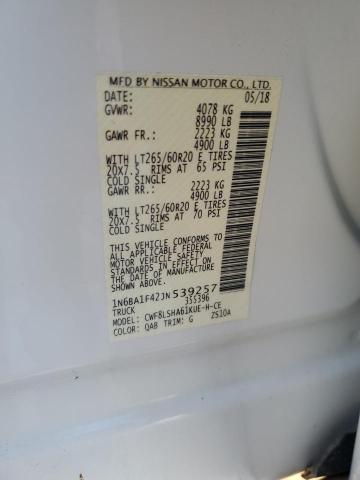 MFD BY NISSAN MOTOR CO., LTD.
DATE: 05/18
GVWR: 4078 KG
8990 LB
GAWR FR.: 2223 KG
4900 LB
WITH LT265/60R20 E TIRES
20X7.5 RIMS AT 65 PSI
COLD SINGLE
GAWR RR.: 2223 KG
4900 LB
WITH LT265/60R20 E TIRES
20X7.5 RIMS AT 70 PSI
COLD SINGLE
THIS VEHICLE CONFORMS TO
ALL APPLICABLE FEDERAL
MOTOR VEHICLE SAFETY
STANDARDS IN EFFECT ON
THE DATE OF MANUFACTURE
SHOWN ABOVE.
1N6BA1F42JN539257
TRUCK 355396
MODEL: CWF8LSHA61KUE-H-CE
COLOR: QAB TRIM: G ZS10A